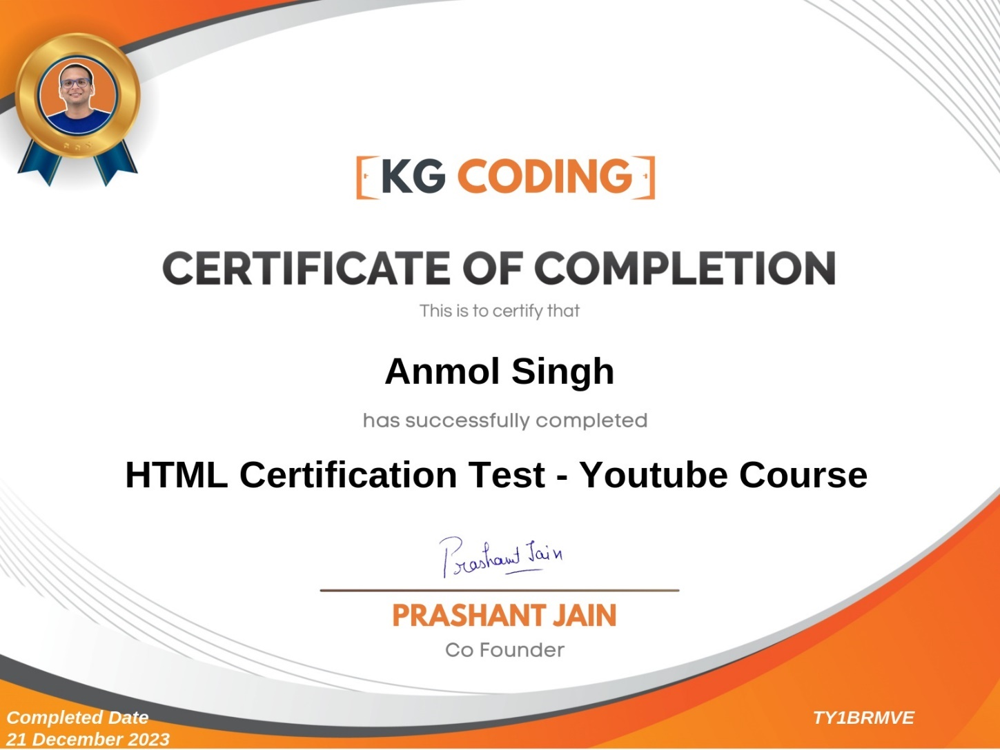 KG CODING
CERTIFICATE OF COMPLETION
This is to certify that
Anmol Singh
has successfully completed
HTML Certification Test - Youtube Course
Prashant Jain
PRASHANT JAIN
Co Founder
Completed Date
21 December 2023
TY1BRMVE